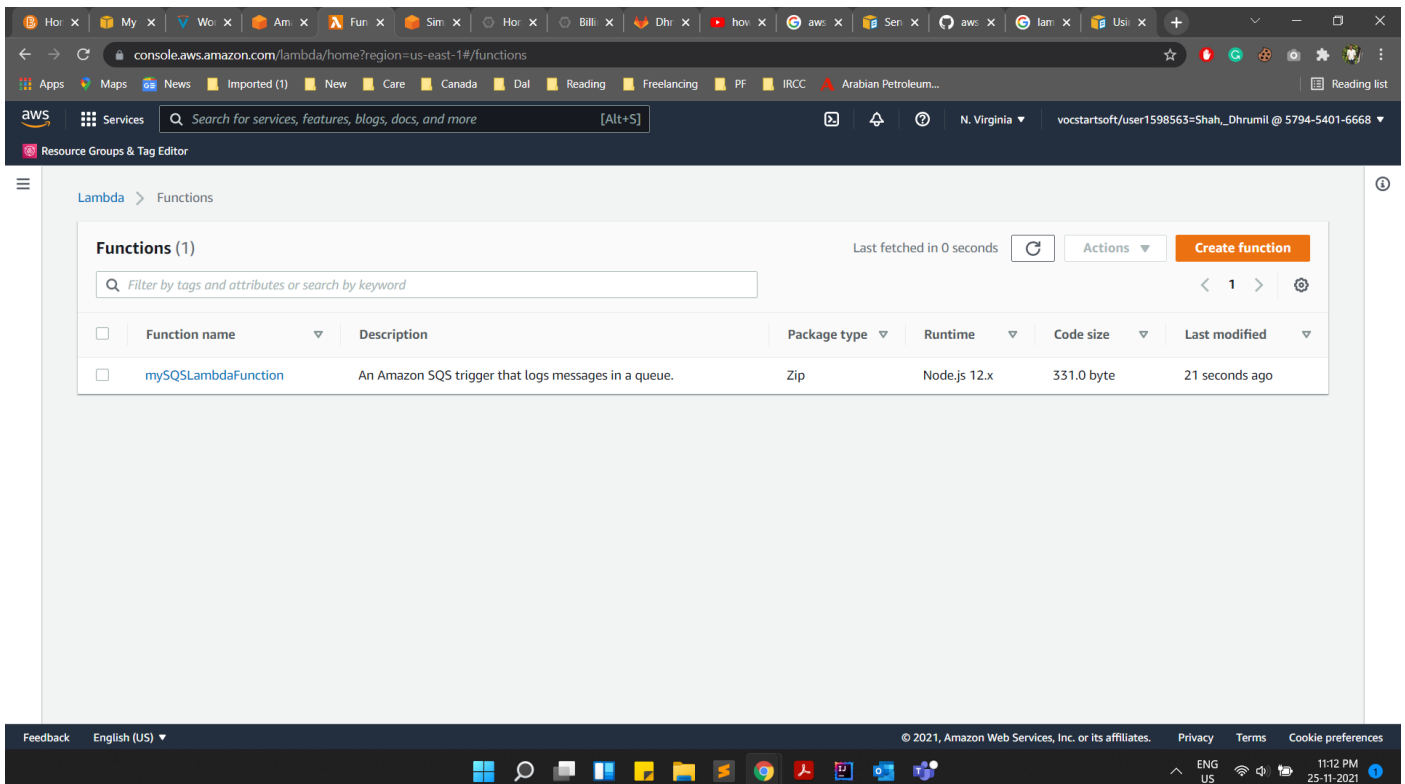 Hor My Wo Am Fun Sim Hor Billi Dhr how aws Sen aws lam Usir
console.aws.amazon.com/lambda/home?region=us-east-1#/functions
Apps Maps GE News Imported (1) New Care Canada Dal Reading Freelancing PF IRCC Arabian Petroleum... Reading list
aws Services Search for services, features, blogs, docs, and more [Alt+S] N. Virginia ▼ vocstartsoft/user1598563=Shah,_Dhrumil @ 5794-5401-6668 ▼
Resource Groups & Tag Editor
Lambda > Functions
Functions (1) Last fetched in 0 seconds Actions ▼ Create function
Filter by tags and attributes or search by keyword < 1 >
Function name Description Package type Runtime Code size Last modified
mySQSLambdaFunction An Amazon SQS trigger that logs messages in a queue. Zip Node.js 12.x 331.0 byte 21 seconds ago
Feedback English (US) ▼ © 2021, Amazon Web Services, Inc. or its affiliates. Privacy Terms Cookie preferences
ENG 11:12 PM
US 25-11-2021 1